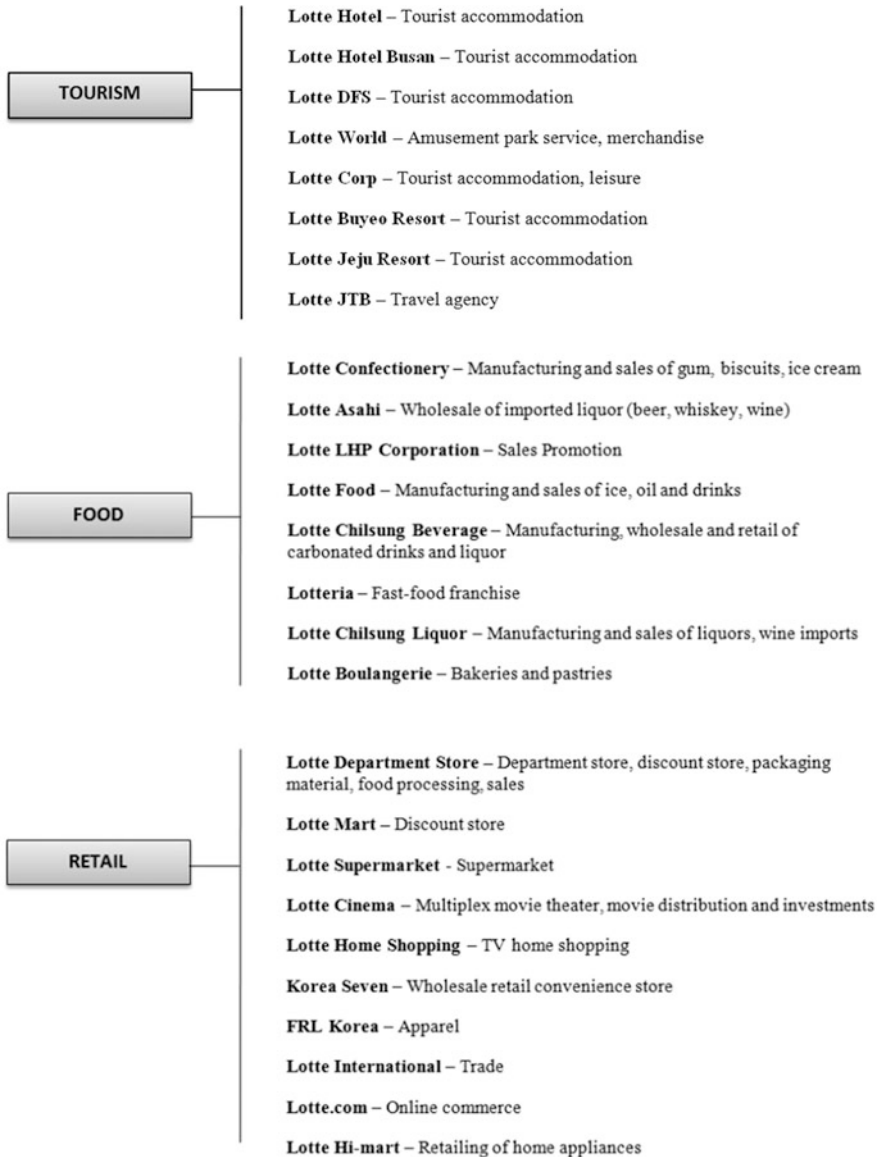 TOURISM
Lotte Hotel – Tourist accommodation
Lotte Hotel Busan – Tourist accommodation
Lotte DFS – Tourist accommodation
Lotte World – Amusement park service, merchandise
Lotte Corp – Tourist accommodation, leisure
Lotte Buyeo Resort – Tourist accommodation
Lotte Jeju Resort – Tourist accommodation
Lotte JTB – Travel agency
FOOD
Lotte Confectionery – Manufacturing and sales of gum, biscuits, ice cream
Lotte Asahi – Wholesale of imported liquor (beer, whiskey, wine)
Lotte LHP Corporation – Sales Promotion
Lotte Food – Manufacturing and sales of ice, oil and drinks
Lotte Chilsung Beverage – Manufacturing, wholesale and retail of
carbonated drinks and liquor
Lotteria – Fast-food franchise
Lotte Chilsung Liquor – Manufacturing and sales of liquors, wine imports
Lotte Boulangerie – Bakeries and pastries
RETAIL
Lotte Department Store – Department store, discount store, packaging
material, food processing, sales
Lotte Mart – Discount store
Lotte Supermarket - Supermarket
Lotte Cinema – Multiplex movie theater, movie distribution and investments
Lotte Home Shopping – TV home shopping
Korea Seven – Wholesale retail convenience store
FRL Korea – Apparel
Lotte International – Trade
Lotte.com – Online commerce
Lotte Hi-mart – Retailing of home appliances